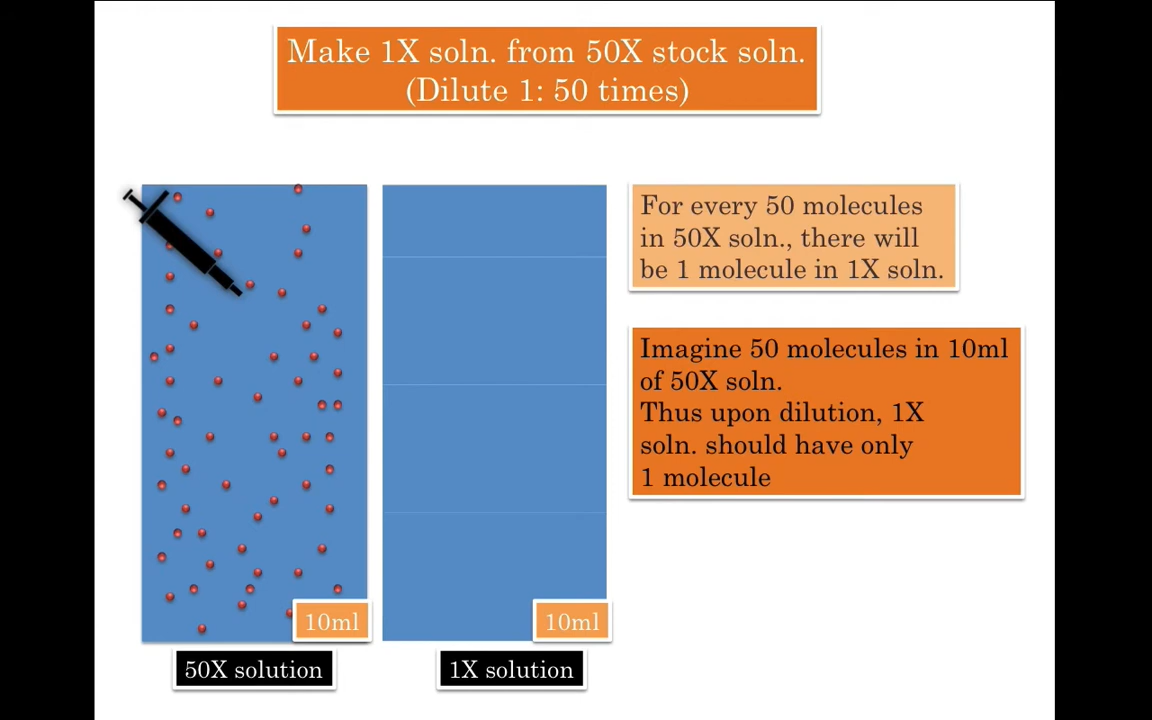 Make 1X soln. from 50X stock soln.
(Dilute 1: 50 times)
For every 50 molecules
in 50X soln., there will
be 1 molecule in 1X soln.
Imagine 50 molecules in 10ml
of 50X soln.
Thus upon dilution, 1X
soln. should have only
1 molecule
10ml
10ml
50X solution
1X solution